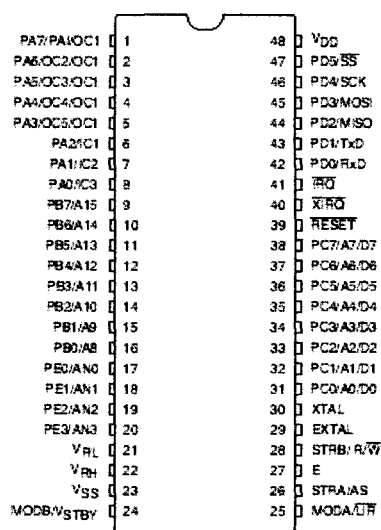 PA7/PAI/OC1 1 48 VDD
PA6/OC2/OC1 2 47 PD5/SS
PA5/OC3/OC1 3 46 PD4/SCK
PA4/OC4/OC1 4 45 PD3/MOSI
PA3/OC5/OC1 5 44 PD2/MISO
PA2/IC1 6 43 PD1/TxD
PA1/IC2 7 42 PD0/RxD
PA0/IC3 8 41 IRQ
PB7/A15 9 40 XIRQ
PB6/A14 10 39 RESET
PB5/A13 11 38 PC7/A7/D7
PB4/A12 12 37 PC6/A6/D6
PB3/A11 13 36 PC5/A5/D5
PB2/A10 14 35 PC4/A4/D4
PB1/A9 15 34 PC3/A3/D3
PB0/A8 16 33 PC2/A2/D2
PE0/AN0 17 32 PC1/A1/D1
PE1/AN1 18 31 PC0/A0/D0
PE2/AN2 19 30 XTAL
PE3/AN3 20 29 EXTAL
VRL 21 28 STRB/R/W
VRH 22 27 E
VSS 23 26 STRA/AS
MODB/VSTBY 24 25 MODA/LIR